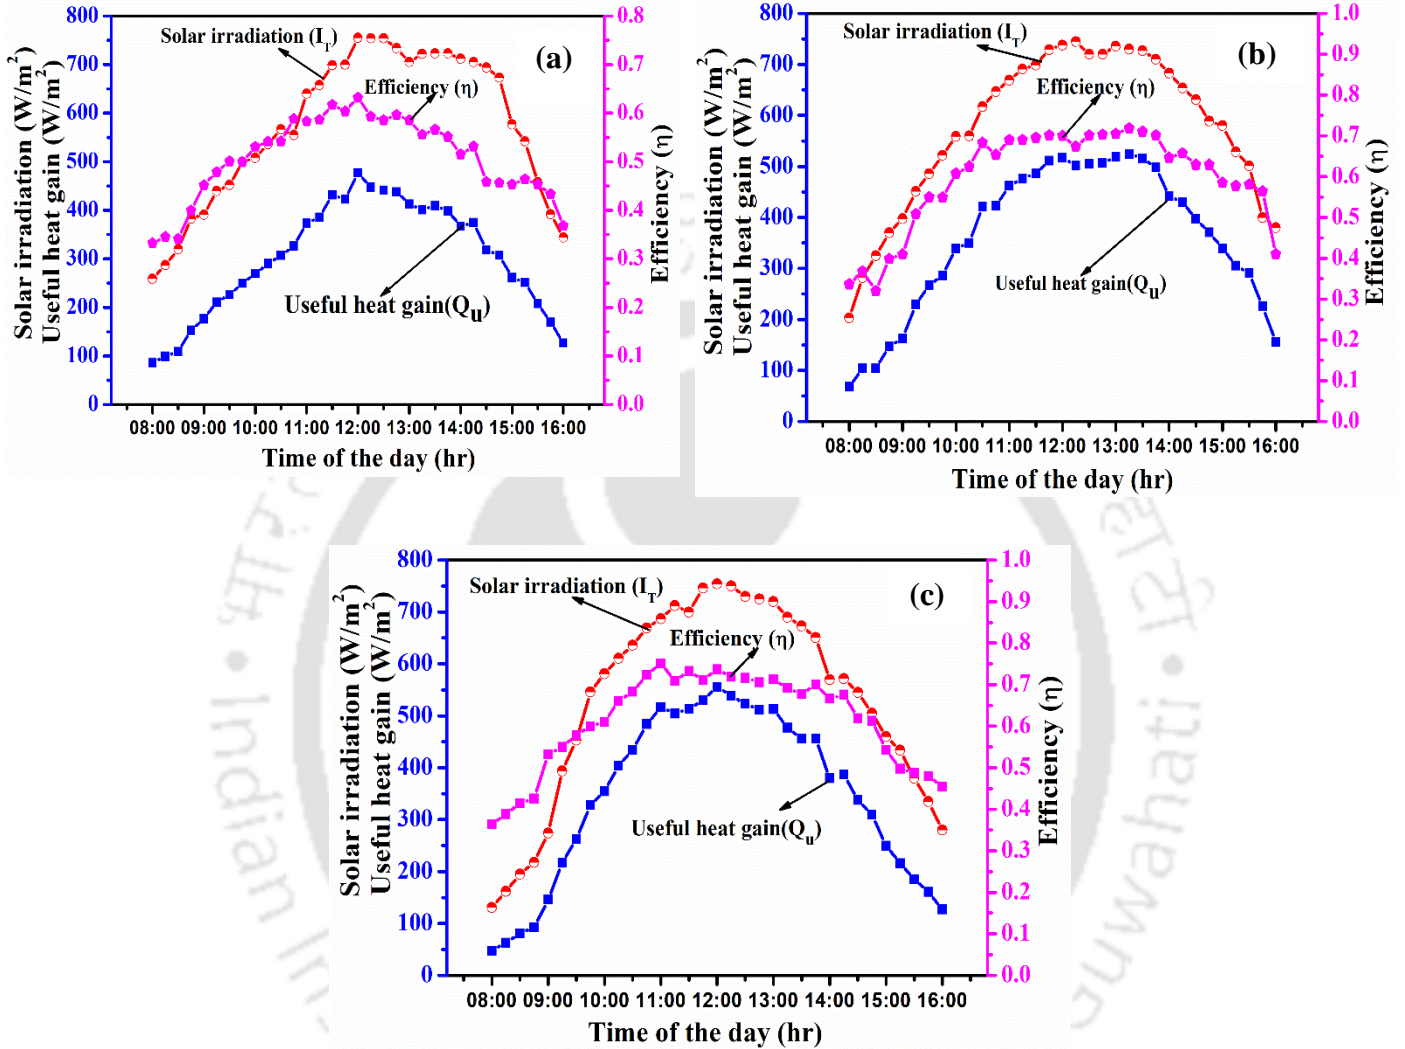 800
700
600
500
400
300
200
100
0
Solar irradiation (W/m²)
Useful heat gain (W/m²)
Solar irradiation (I_T)
(a)
Efficiency (η)
Useful heat gain(Q_u)
0.8
0.7
0.6
0.5
0.4
0.3
0.2
0.1
0.0
Efficiency (η)
08:00 09:00 10:00 11:00 12:00 13:00 14:00 15:00 16:00
Time of the day (hr)
800
700
600
500
400
300
200
100
0
Solar irradiation (W/m²)
Useful heat gain (W/m²)
Solar irradiation (I_T)
(b)
Efficiency (η)
Useful heat gain(Q_u)
1.0
0.9
0.8
0.7
0.6
0.5
0.4
0.3
0.2
0.1
0.0
Efficiency (η)
08:00 09:00 10:00 11:00 12:00 13:00 14:00 15:00 16:00
Time of the day (hr)
800
700
600
500
400
300
200
100
0
Solar irradiation (W/m²)
Useful heat gain (W/m²)
Solar irradiation (I_T)
(c)
Efficiency (η)
Useful heat gain(Q_u)
1.0
0.9
0.8
0.7
0.6
0.5
0.4
0.3
0.2
0.1
0.0
Efficiency (η)
08:00 09:00 10:00 11:00 12:00 13:00 14:00 15:00 16:00
Time of the day (hr)
Indian In
Guwahati